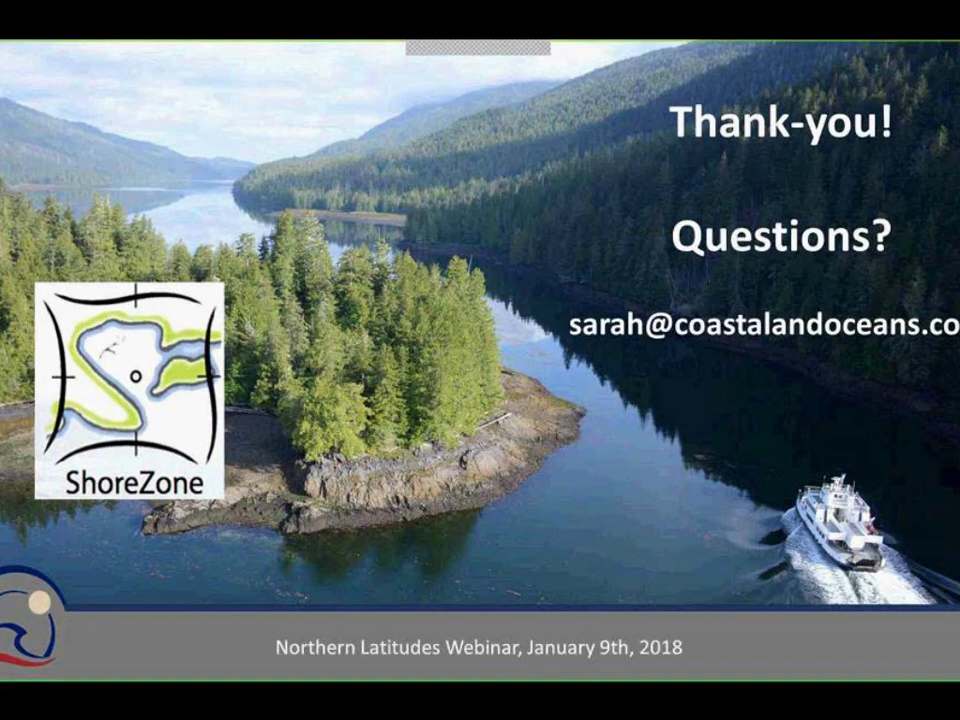 Thank-you!
Questions?
sarah@coastalandoceans.co
ShoreZone
Northern Latitudes Webinar, January 9th, 2018